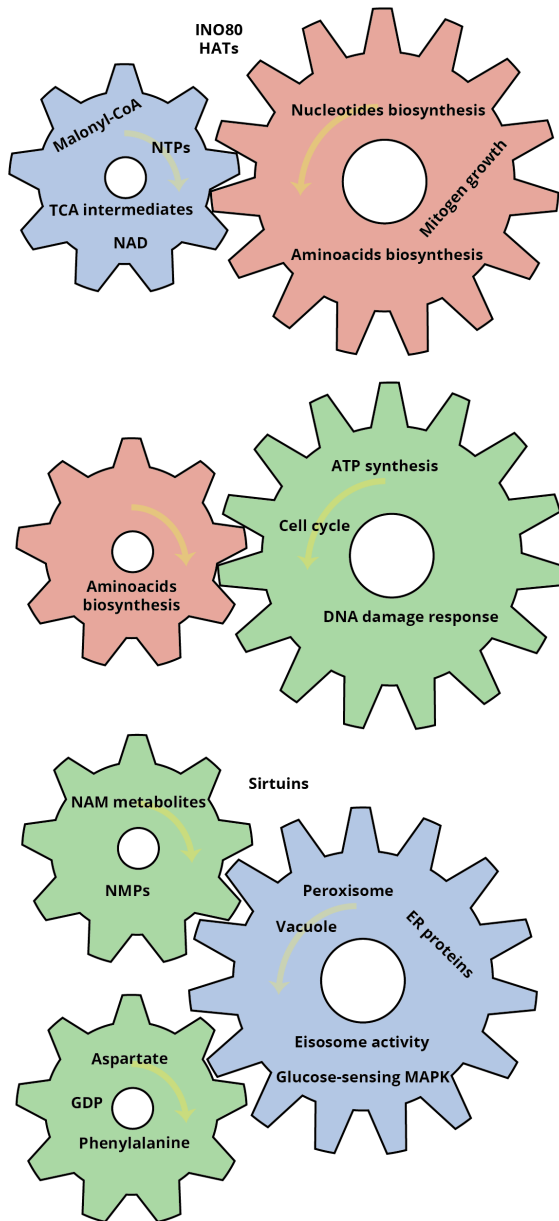 INO80
HATs
Malonyl-CoA
NTPs
TCA intermediates
NAD
Nucleotides biosynthesis
Mitogen growth
Aminoacids biosynthesis
ATP synthesis
Cell cycle
DNA damage response
Aminoacids
biosynthesis
Sirtuins
NAM metabolites
NMPs
Peroxisome
Vacuole
ER proteins
Eisosome activity
Glucose-sensing MAPK
Aspartate
GDP
Phenylalanine